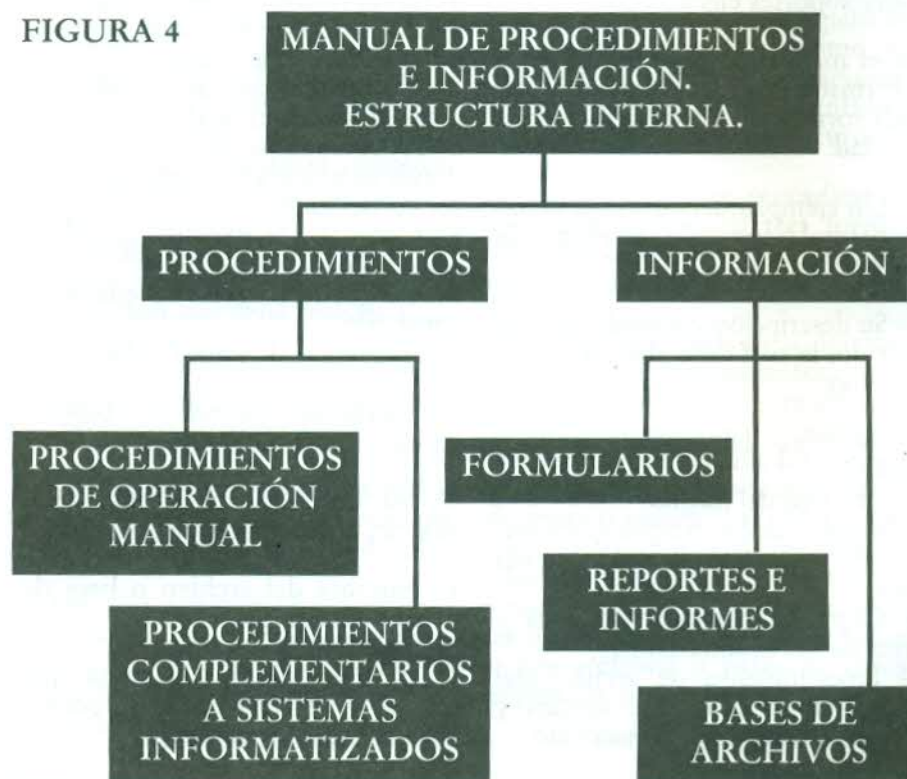 FIGURA 4
MANUAL DE PROCEDIMIENTOS
E INFORMACIÓN.
ESTRUCTURA INTERNA.
PROCEDIMIENTOS
INFORMACIÓN
PROCEDIMIENTOS
DE OPERACIÓN
MANUAL
FORMULARIOS
REPORTES E
INFORMES
PROCEDIMIENTOS
COMPLEMENTARIOS
A SISTEMAS
INFORMATIZADOS
BASES DE
ARCHIVOS